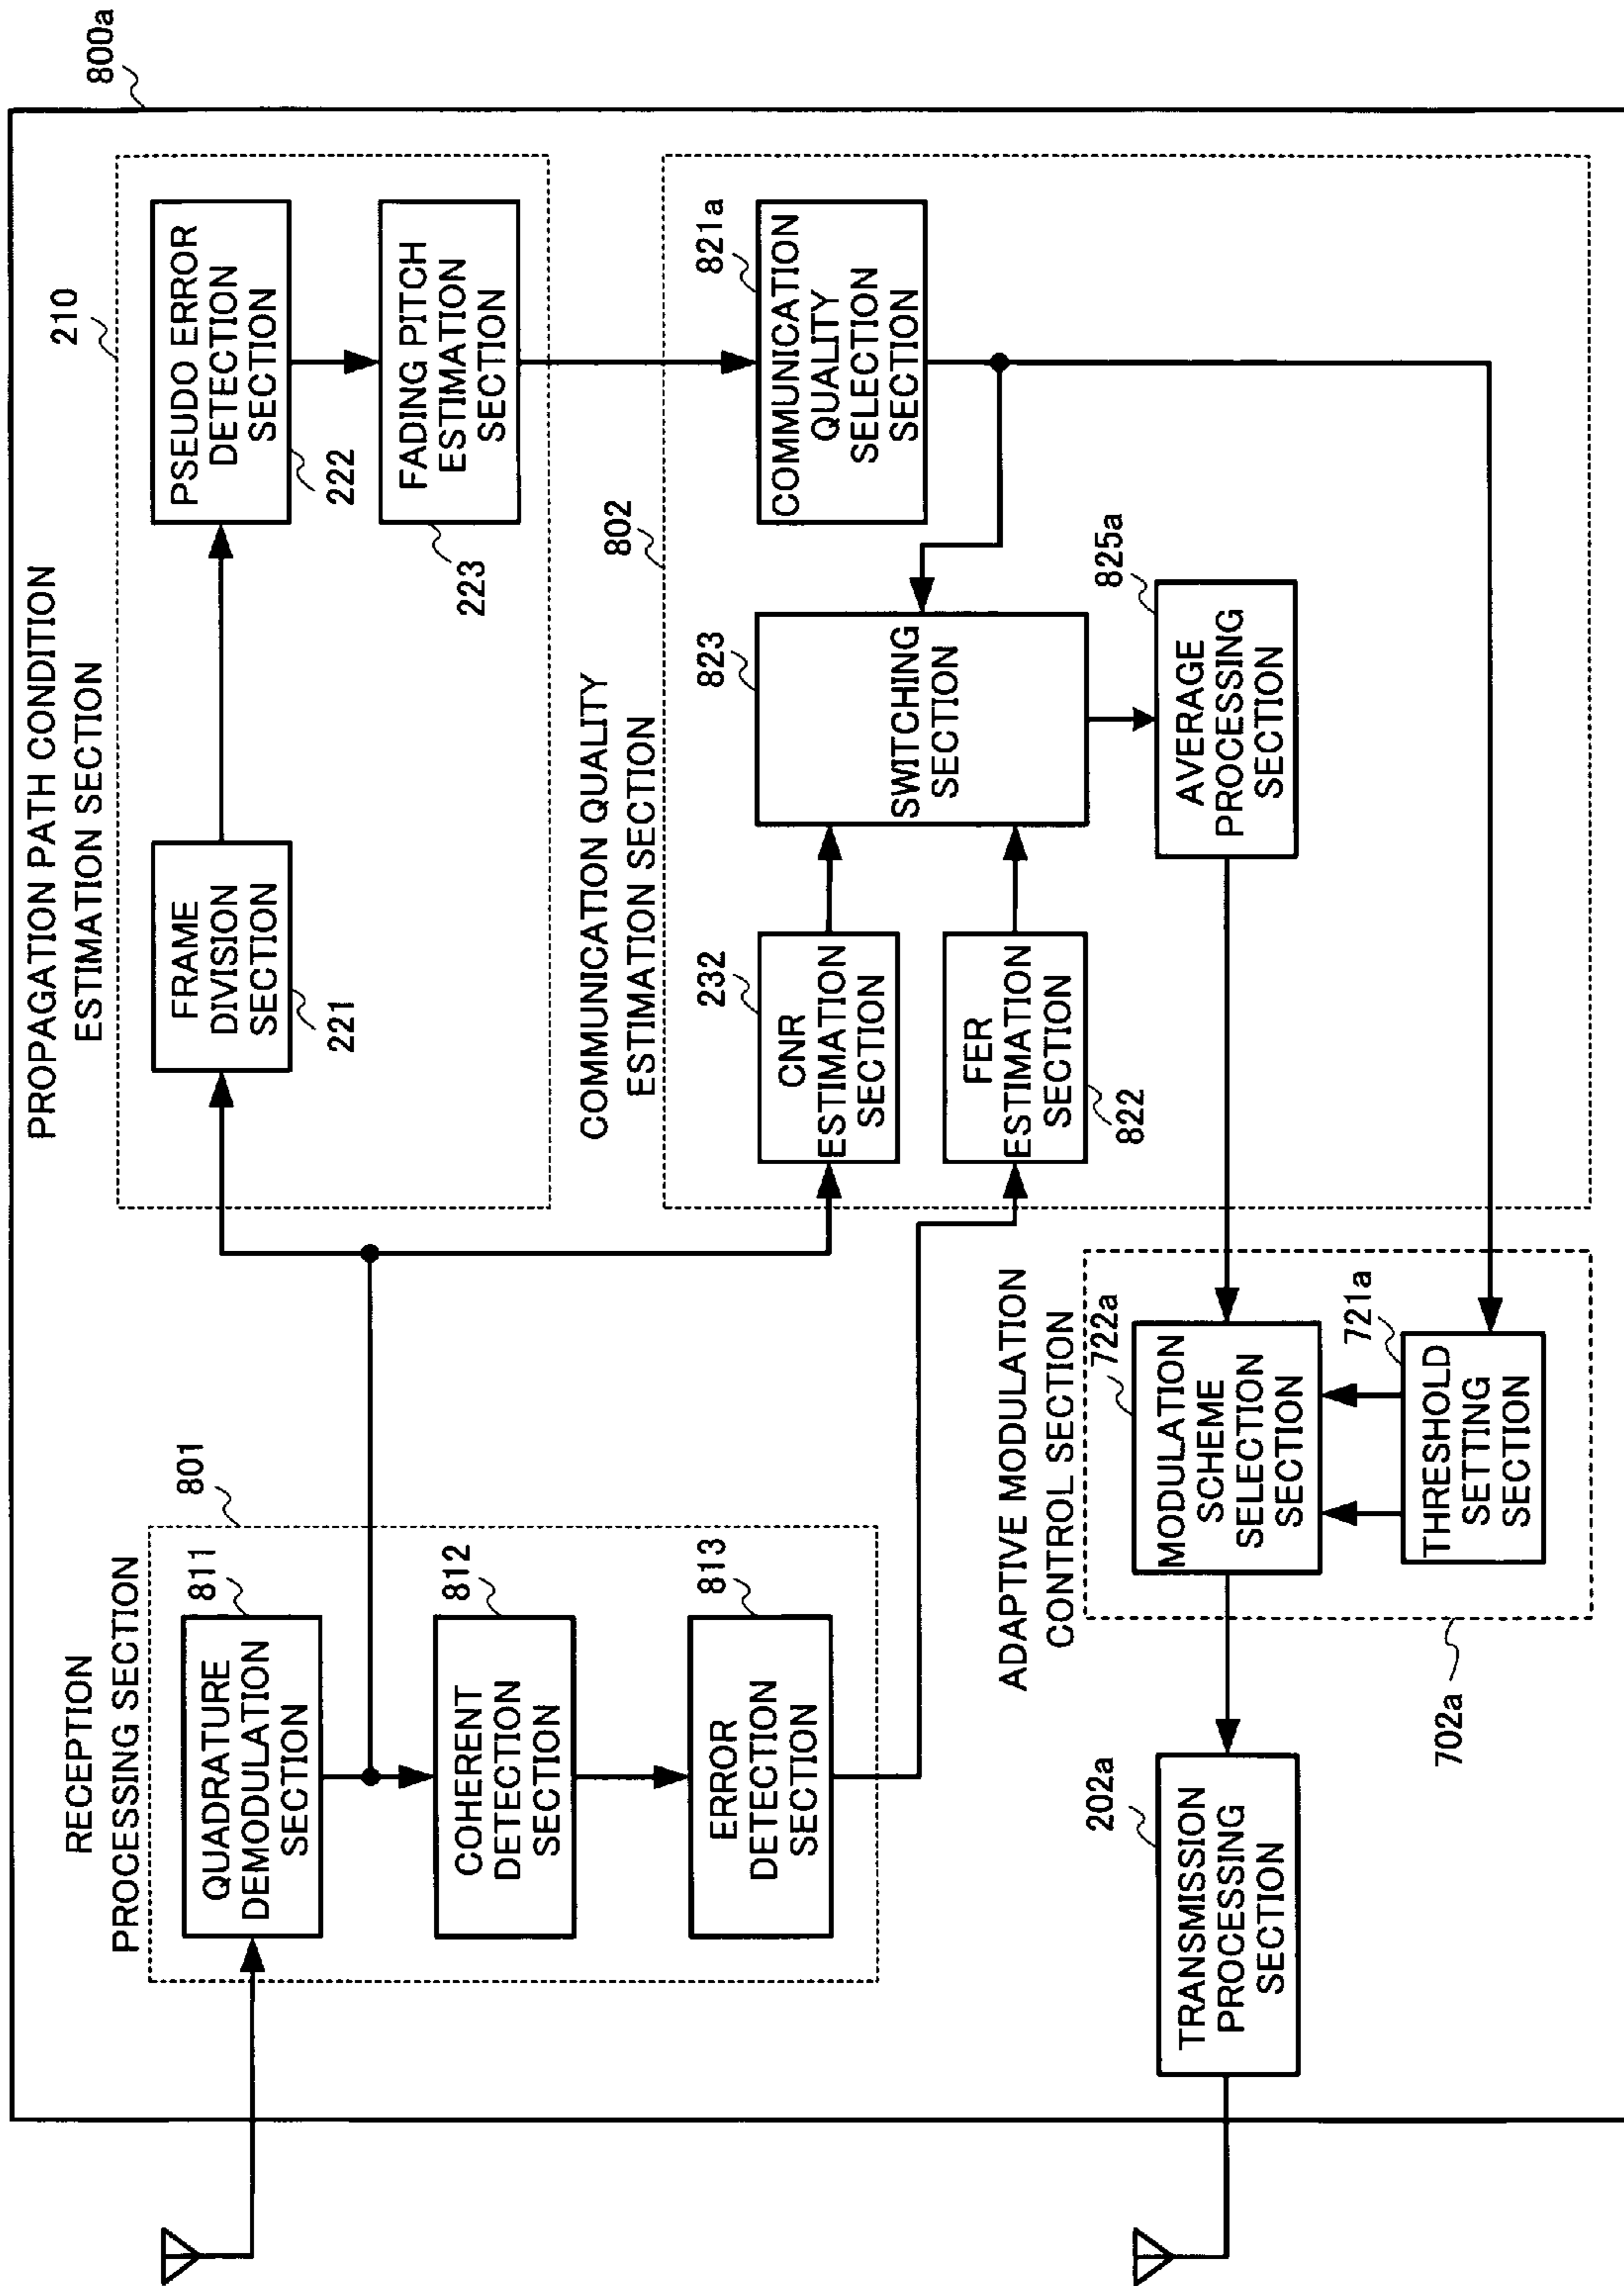 800a
PROPAGATION PATH CONDITION
ESTIMATION SECTION
210
FRAME
DIVISION
SECTION
221
PSEUDO ERROR
DETECTION
SECTION
222
FADING PITCH
ESTIMATION
SECTION
223
RECEPTION
PROCESSING SECTION
801
QUADRATURE
DEMODULATION
SECTION
811
COHERENT
DETECTION
SECTION
812
ERROR
DETECTION
SECTION
813
COMMUNICATION QUALITY
ESTIMATION SECTION
802
CNR
ESTIMATION
SECTION
232
FER
ESTIMATION
SECTION
822
SWITCHING
SECTION
823
COMMUNICATION
QUALITY
SELECTION
SECTION
821a
AVERAGE
PROCESSING
SECTION
825a
ADAPTIVE MODULATION
CONTROL SECTION
722a
MODULATION
SCHEME
SELECTION
SECTION
721a
THRESHOLD
SETTING
SECTION
702a
202a
TRANSMISSION
PROCESSING
SECTION